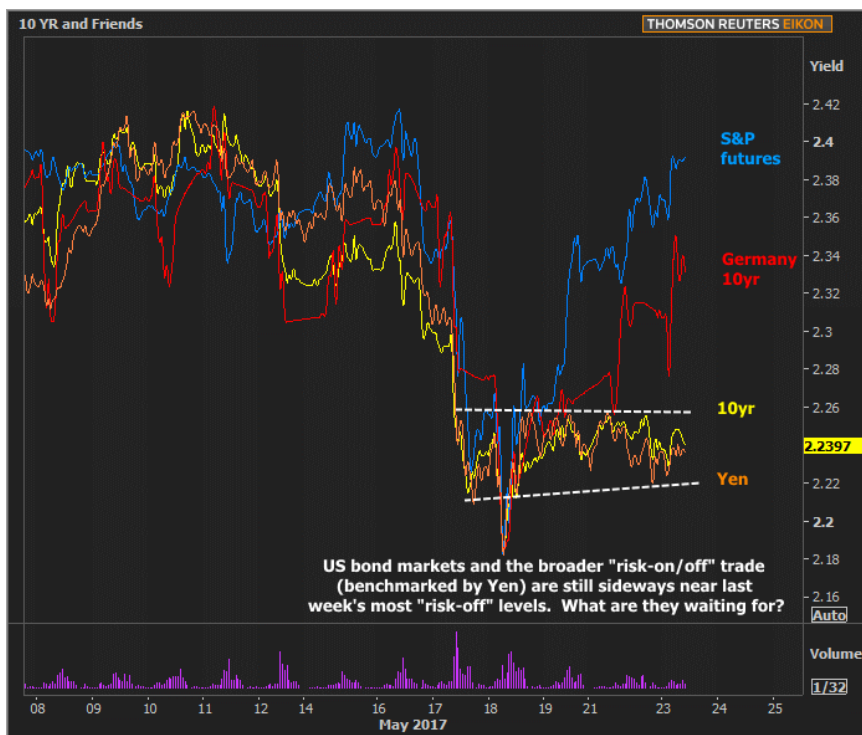 10 YR and Friends
THOMSON REUTERS EIKON
Yield
2.42
2.4
2.38
2.36
2.34
2.32
2.3
2.28
2.26
2.2397
2.22
2.2
2.18
2.16
Auto
S&P
futures
Germany
10yr
10yr
Yen
US bond markets and the broader "risk-on/off" trade
(benchmarked by Yen) are still sideways near last
week's most "risk-off" levels.  What are they waiting for?
Volume
1/32
08 09 10 11 12 14 15 16 17 18 19 21 22 23 24 25
May 2017